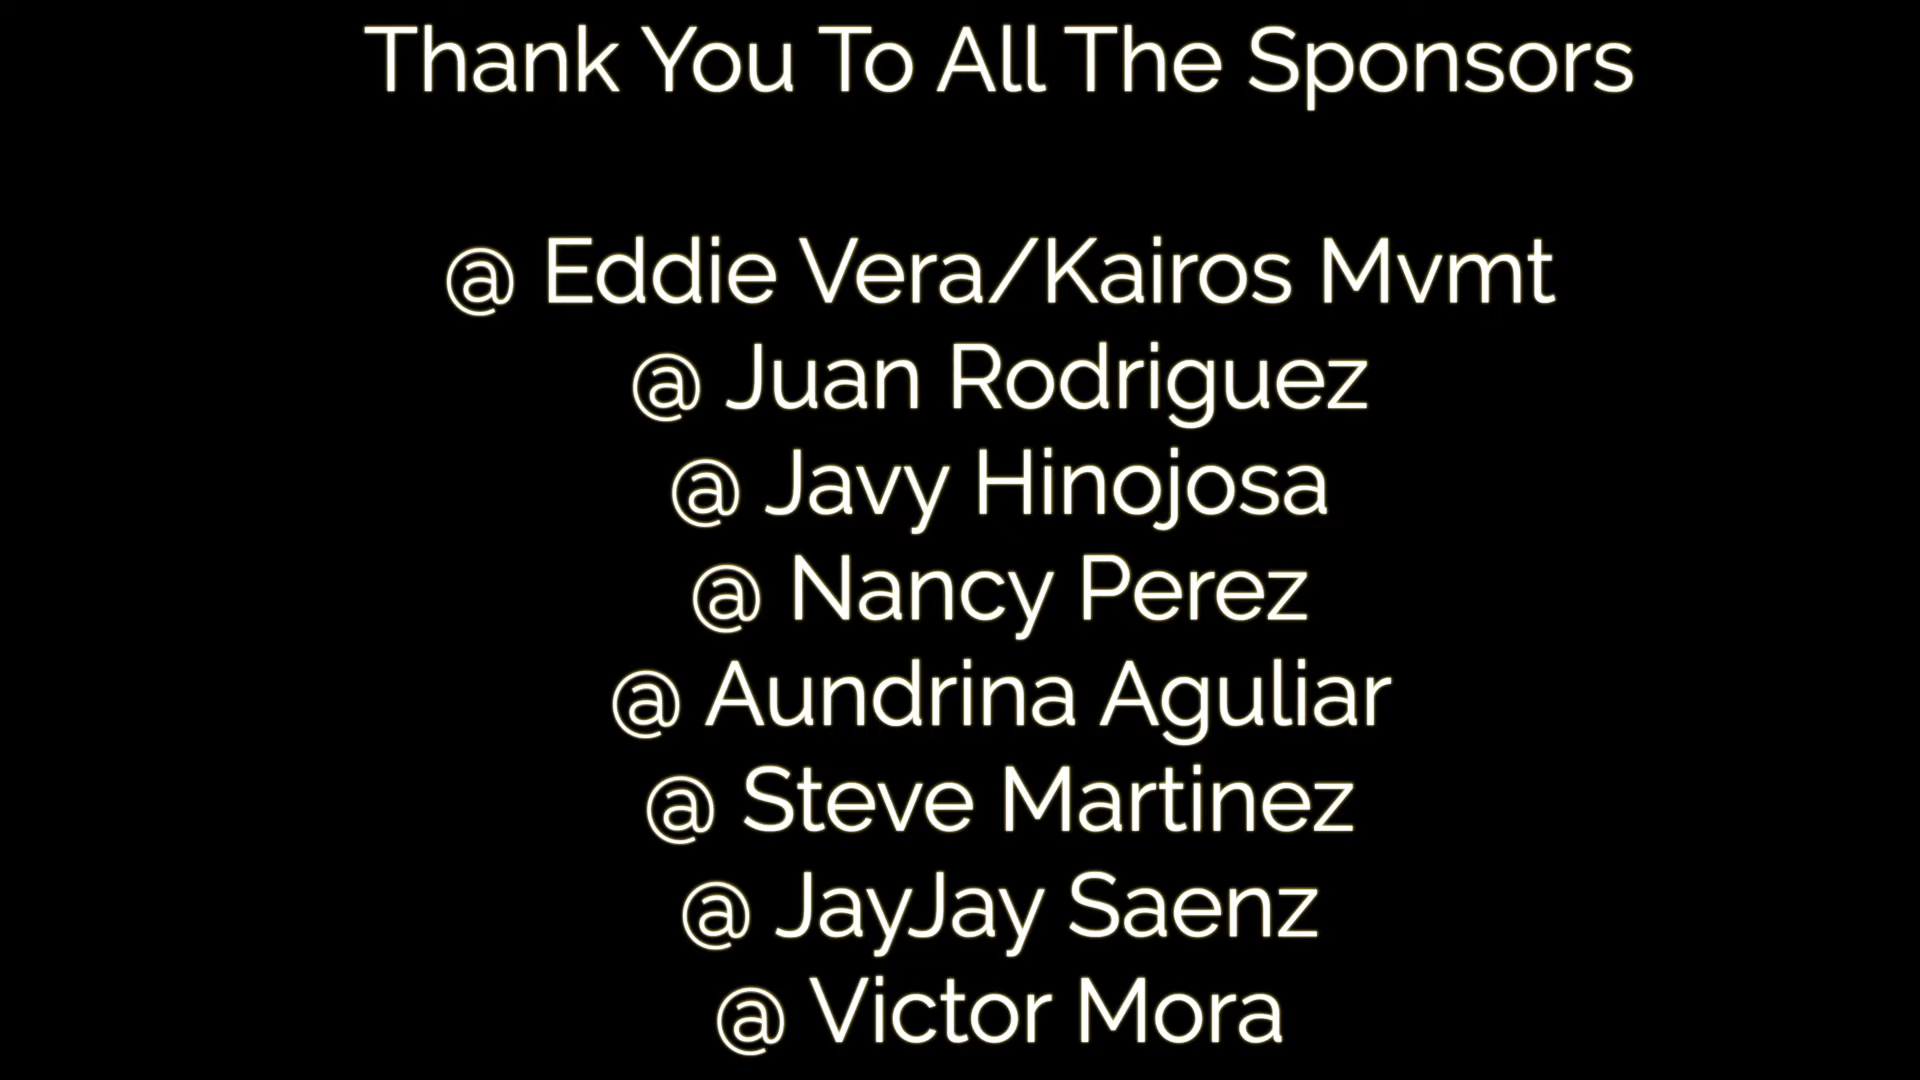 Thank You To All The Sponsors
@ Eddie Vera/Kairos Mvmt
@ Juan Rodriguez
@ Javy Hinojosa
@ Nancy Perez
@ Aundrina Aguliar
@ Steve Martinez
@ JayJay Saenz
@ Victor Mora